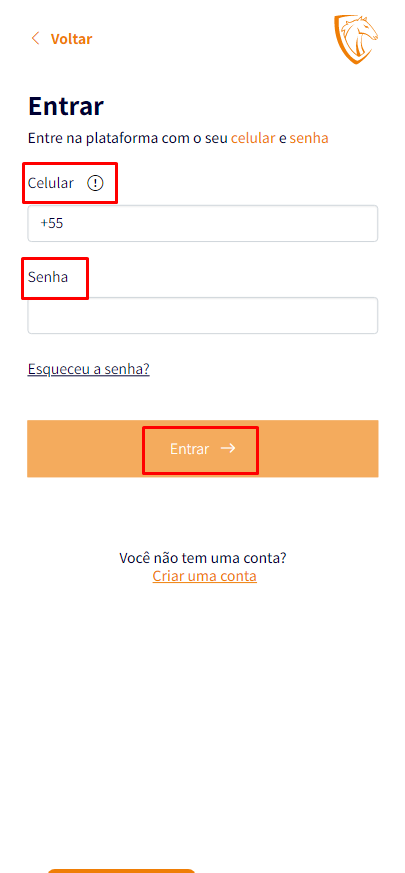 Voltar
Entrar
Entre na plataforma com o seu celular e senha
Celular
+55
Senha
Esqueceu a senha?
Entrar →
Você não tem uma conta?
Criar uma conta